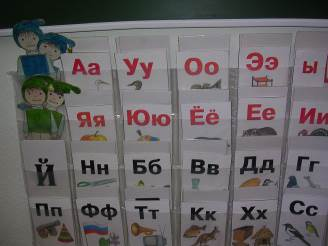 Аа Уу Оо Ээ ы
Яя Юю Ёё Ее Ии
Й Нн Бб Вв Дд Гг
Пп Фф Тт Кк Хх Сс